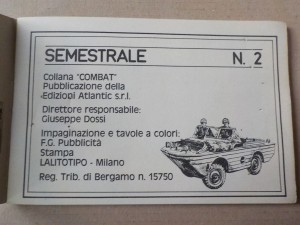 SEMESTRALE N. 2
Collana "COMBAT"
Pubblicazione della
Edizioni Atlantic s.r.l.
Direttore responsabile:
Giuseppe Dossi
Impaginazione e tavole a colori:
F.G. Pubblicità
Stampa
LALITOTIPO - Milano
Reg. Trib. di Bergamo n. 15750